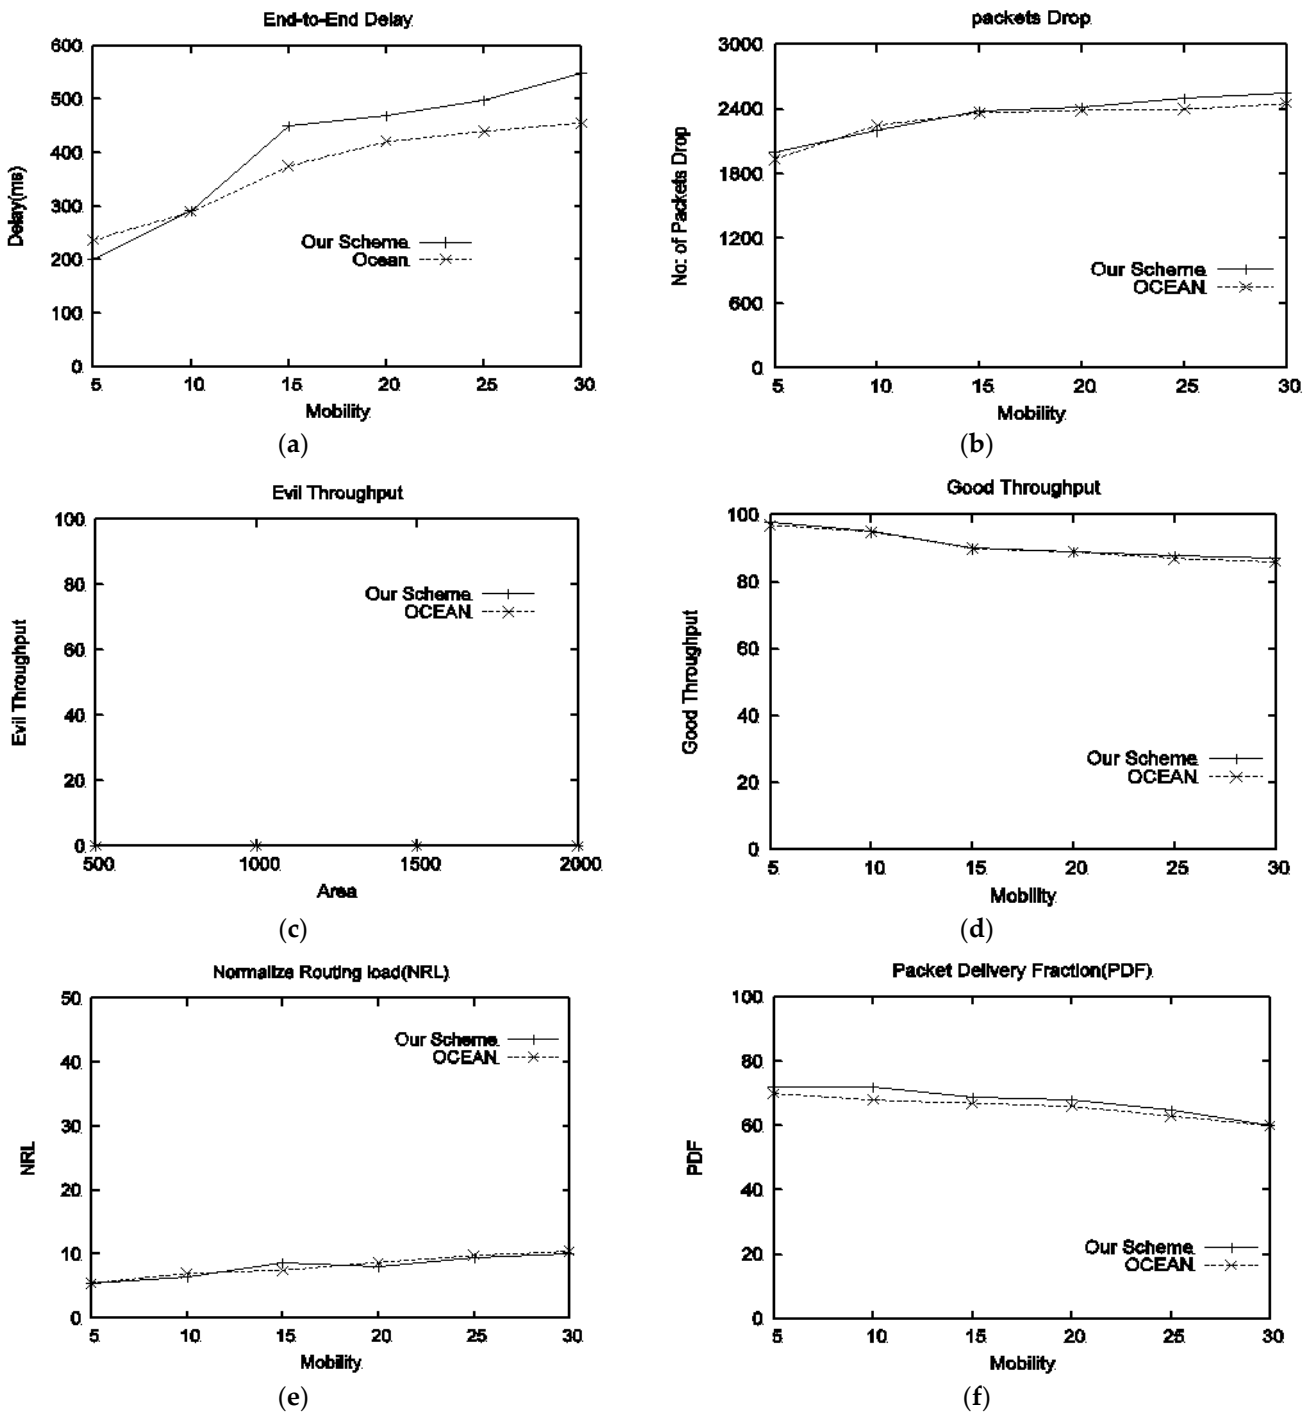 End-to-End Delay
600
500
400
300
200
100
0
Delay(ms)
Our Scheme
Ocean
5 10 15 20 25 30
Mobility
(a)
packets Drop
3000
2400
1800
1200
600
0
No: of Packets Drop
Our Scheme
OCEAN
5 10 15 20 25 30
Mobility
(b)
Evil Throughput
100
80
60
40
20
0
Evil Throughput
Our Scheme
OCEAN
500 1000 1500 2000
Area
(c)
Good Throughput
100
80
60
40
20
0
Good Throughput
Our Scheme
OCEAN
5 10 15 20 25 30
Mobility
(d)
Normalize Routing load(NRL)
50
40
30
20
10
0
NRL
Our Scheme
OCEAN
5 10 15 20 25 30
Mobility
(e)
Packet Delivery Fraction(PDF)
100
80
60
40
20
0
PDF
Our Scheme
OCEAN
5 10 15 20 25 30
Mobility
(f)